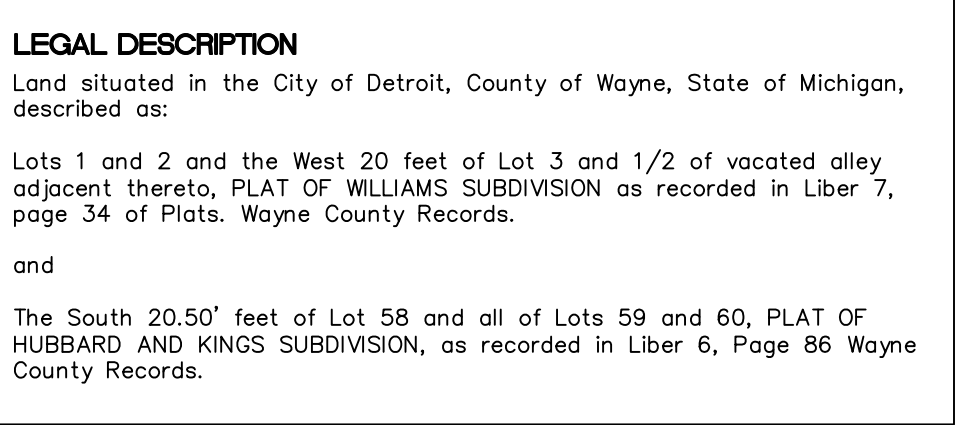 LEGAL DESCRIPTION
Land situated in the City of Detroit, County of Wayne, State of Michigan,
described as:
Lots 1 and 2 and the West 20 feet of Lot 3 and 1/2 of vacated alley
adjacent thereto, PLAT OF WILLIAMS SUBDIVISION as recorded in Liber 7,
page 34 of Plats. Wayne County Records.
and
The South 20.50' feet of Lot 58 and all of Lots 59 and 60, PLAT OF
HUBBARD AND KINGS SUBDIVISION, as recorded in Liber 6, Page 86 Wayne
County Records.